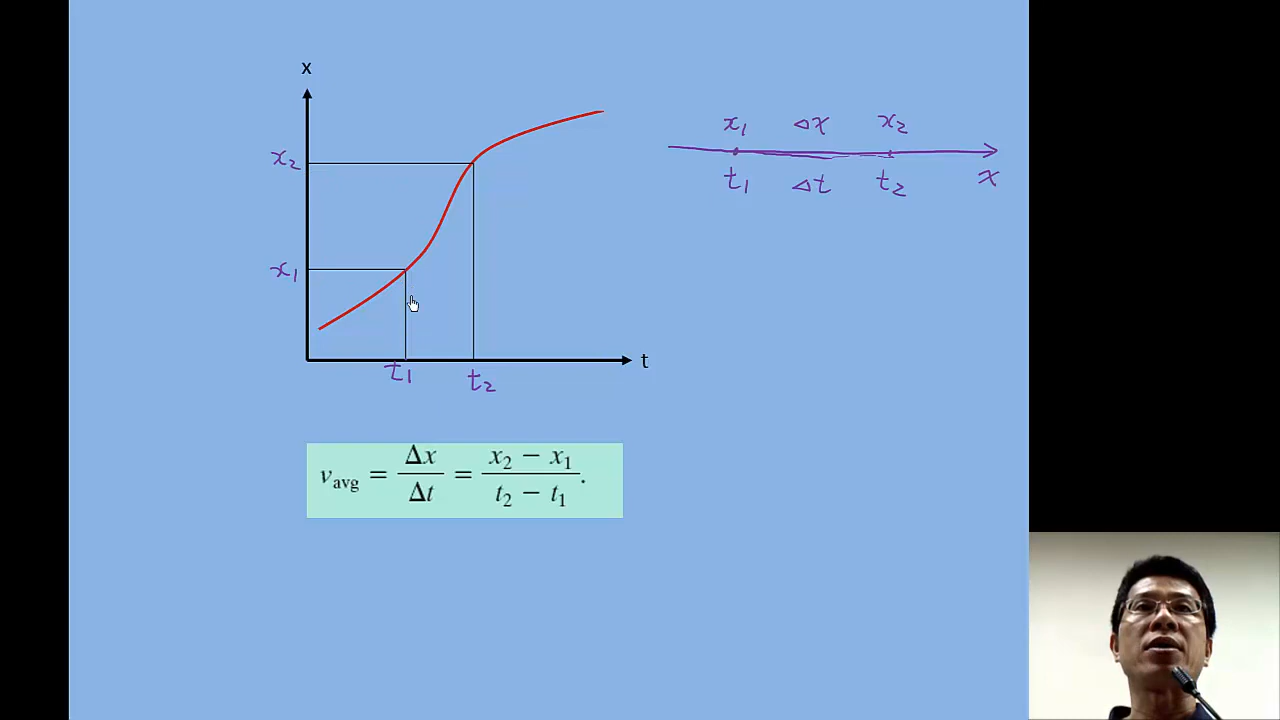 x
x₂
x₁
t₁
t₂
t
x₁ Δx x₂
t₁ Δt t₂ x
v_avg = Δx/Δt = (x₂ − x₁)/(t₂ − t₁).